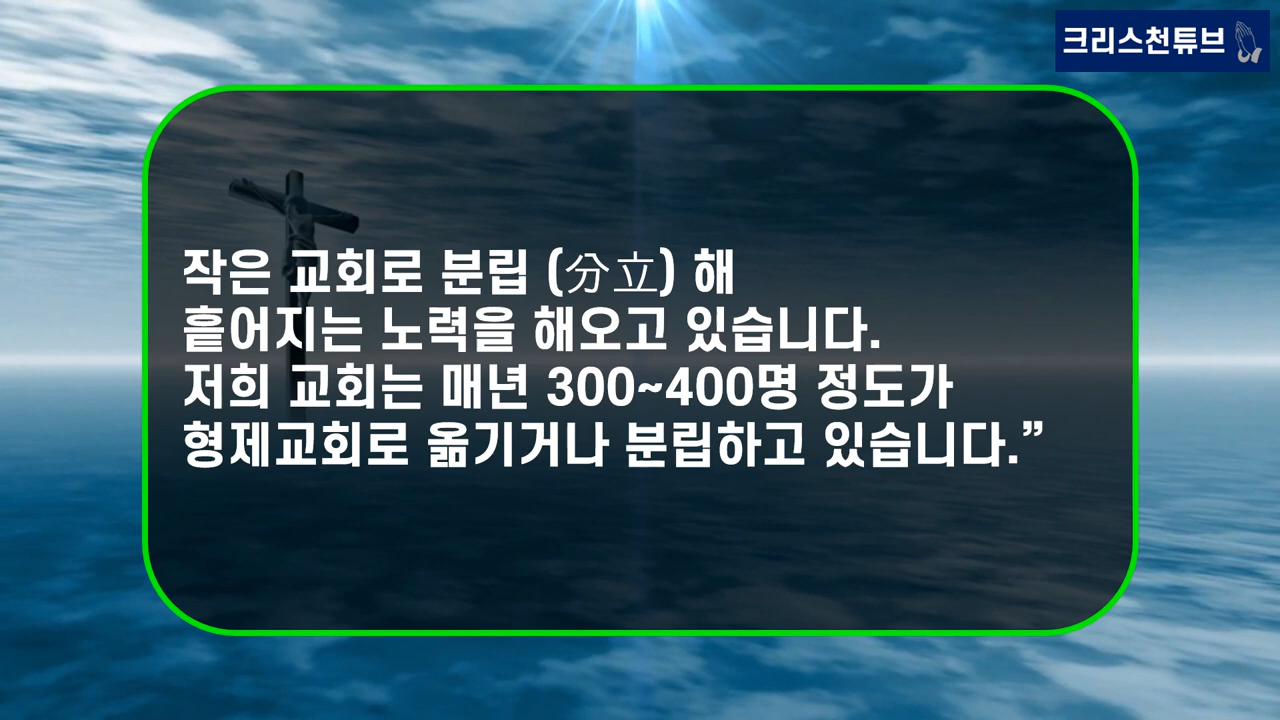 크리스천튜브
작은 교회로 분립 (分立) 해
흩어지는 노력을 해오고 있습니다.
저희 교회는 매년 300~400명 정도가
형제교회로 옮기거나 분립하고 있습니다.”